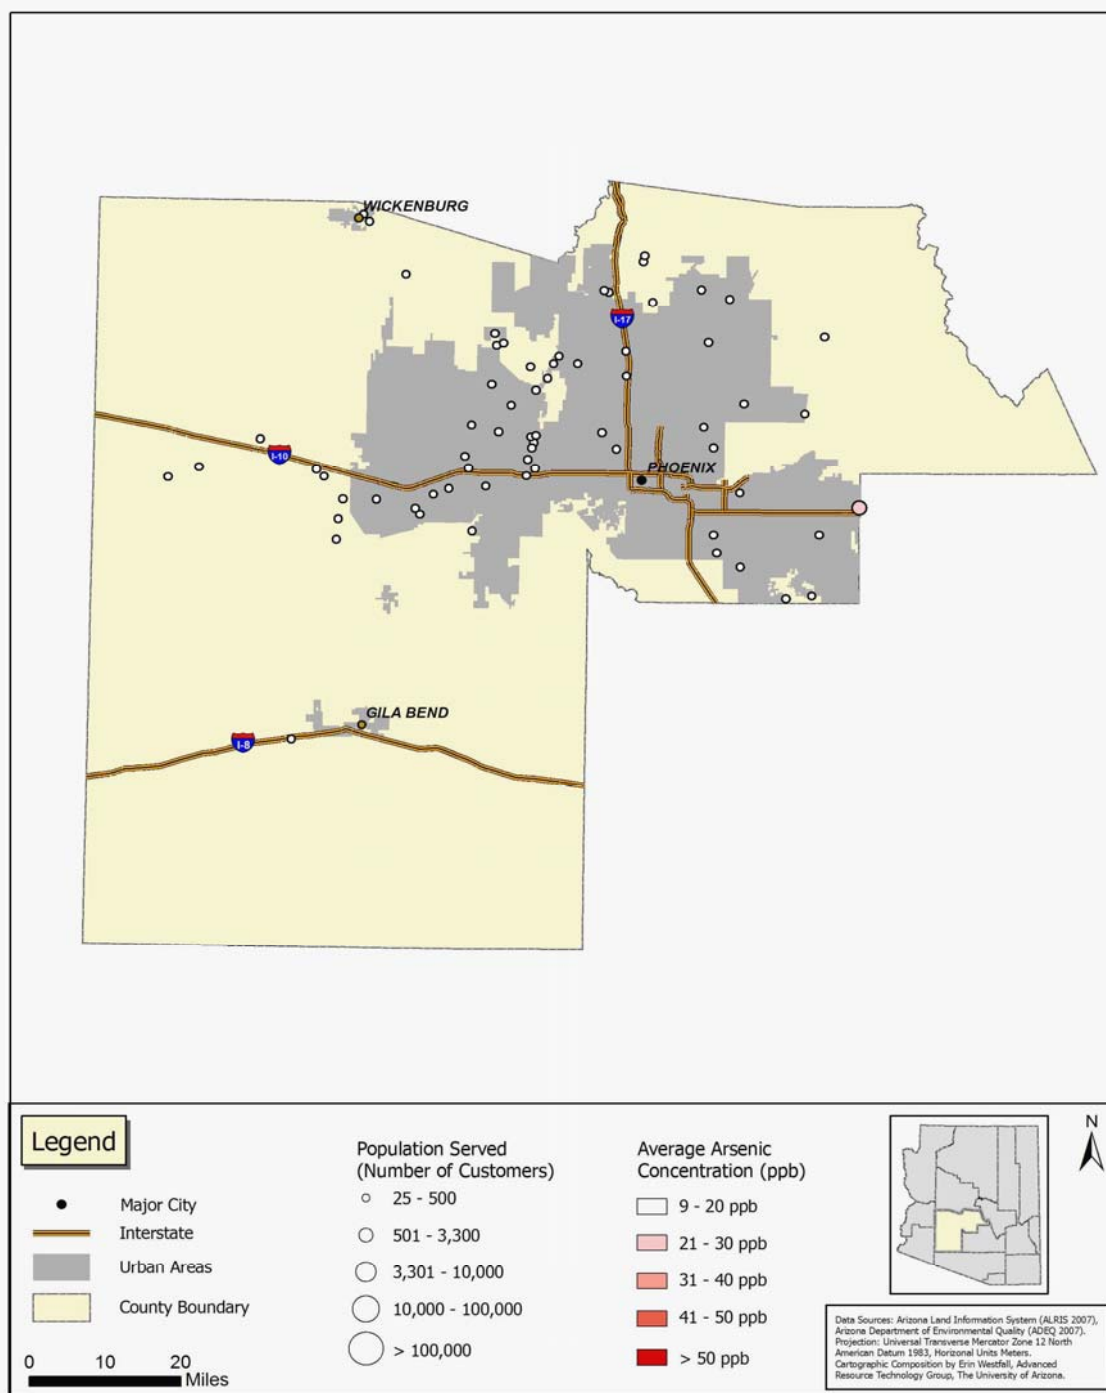 WICKENBURG
I-17
I-10
PHOENIX
GILA BEND
I-8
Legend
Major City
Interstate
Urban Areas
County Boundary
0 10 20
Miles
Population Served
(Number of Customers)
25 - 500
501 - 3,300
3,301 - 10,000
10,000 - 100,000
> 100,000
Average Arsenic
Concentration (ppb)
9 - 20 ppb
21 - 30 ppb
31 - 40 ppb
41 - 50 ppb
> 50 ppb
N
Data Sources: Arizona Land Information System (ALRIS 2007),
Arizona Department of Environmental Quality (ADEQ 2007).
Projection: Universal Transverse Mercator Zone 12 North
American Datum 1983, Horizonal Units Meters.
Cartographic Composition by Erin Westfall, Advanced
Resource Technology Group, The University of Arizona.